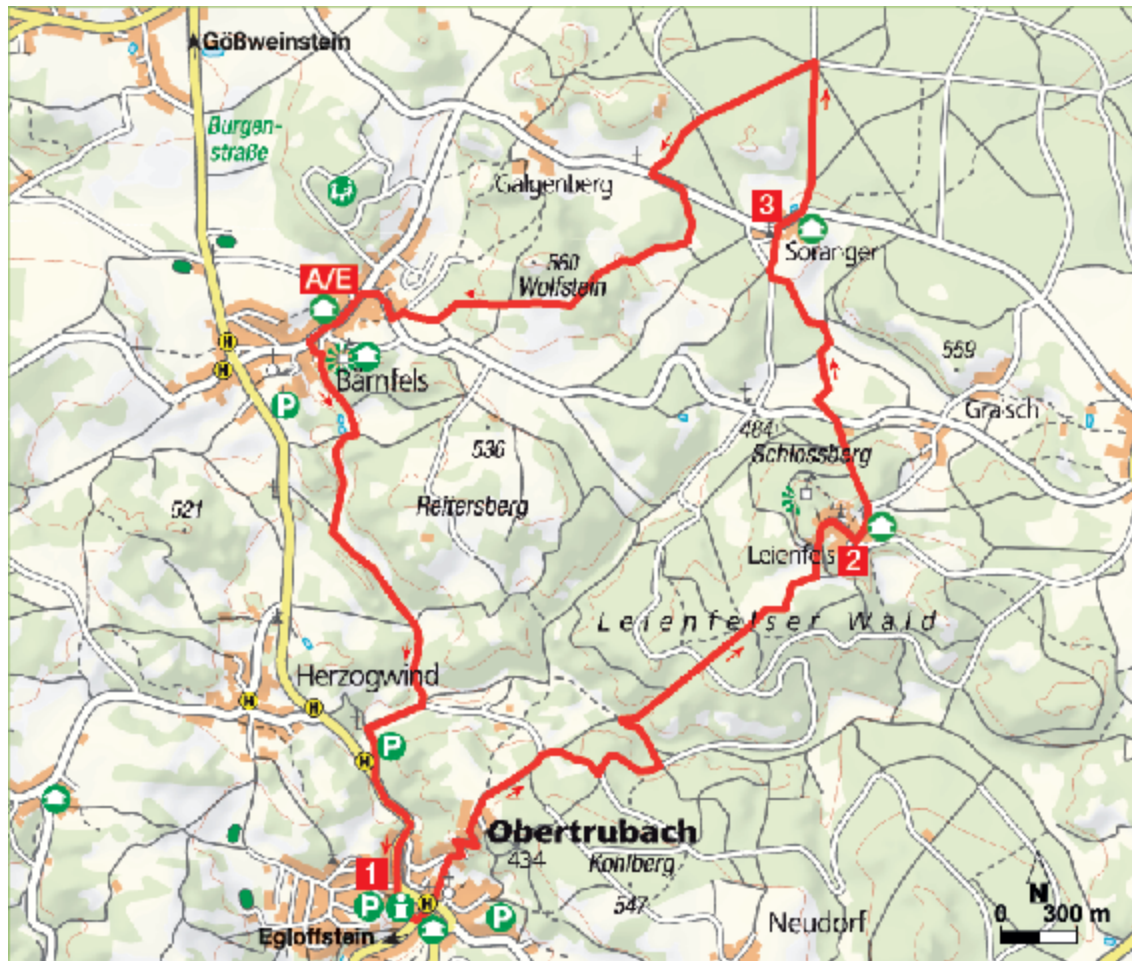 Gößweinstein
Burgen-
straße
Galgenberg
3
Soranger
560
Wolfstein
A/E
H
H
Bärnfels
P
559
Graisch
484
Schlossberg
536
Reitersberg
521
Leienfels
2
Leienfelser Wald
Herzogwind
H
H
P
H
Obertrubach
434
Kohlberg
547
1
P
i
H
P
Egloffstein
Neudorf
N
0 300 m